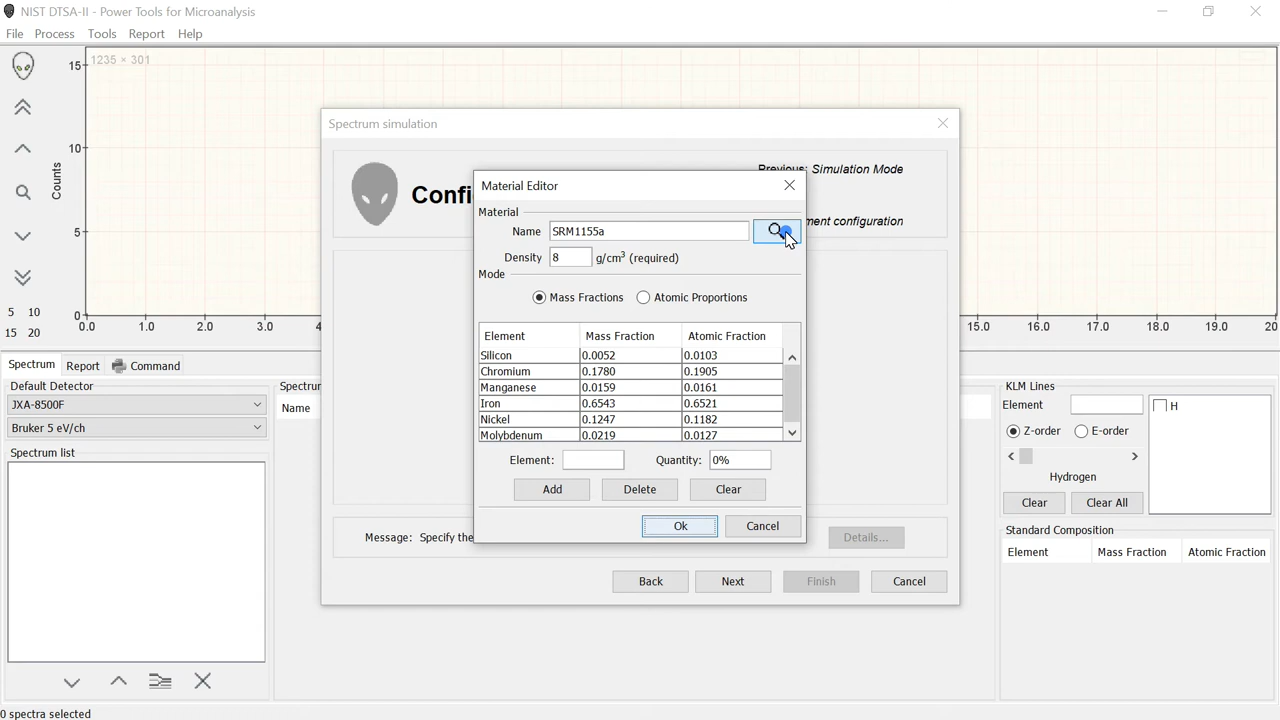 NIST DTSA-II - Power Tools for Microanalysis
File Process Tools Report Help
1235 × 301
15
10
5
0
Counts
5 10
15 20
0.0 1.0 2.0 3.0 4 15.0 16.0 17.0 18.0 19.0 20
Spectrum simulation
Previous: Simulation Mode
Confi
ment configuration
Material Editor
Material
Name SRM1155a
Density 8 g/cm³ (required)
Mode
Mass Fractions Atomic Proportions
Element Mass Fraction Atomic Fraction
Silicon 0.0052 0.0103
Chromium 0.1780 0.1905
Manganese 0.0159 0.0161
Iron 0.6543 0.6521
Nickel 0.1247 0.1182
Molybdenum 0.0219 0.0127
Element: Quantity: 0%
Add Delete Clear
Ok Cancel
Message: Specify the
Details...
Back Next Finish Cancel
Spectrum Report Command
Default Detector
JXA-8500F
Bruker 5 eV/ch
Spectrum list
Spectrur
Name
KLM Lines
Element
H
Z-order E-order
Hydrogen
Clear Clear All
Standard Composition
Element Mass Fraction Atomic Fraction
0 spectra selected